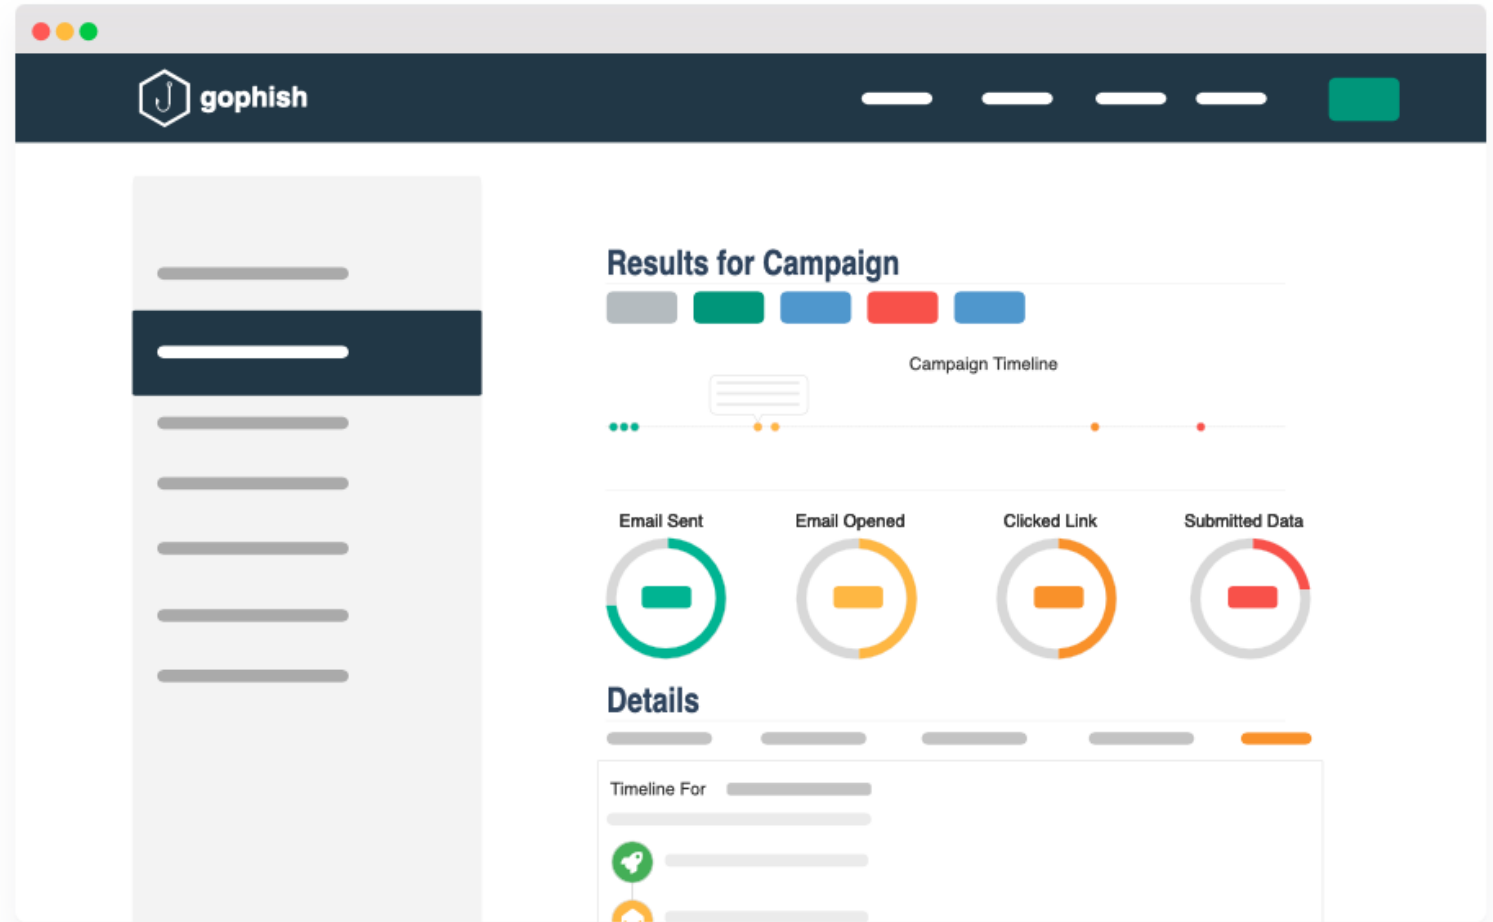 gophish
Results for Campaign
Campaign Timeline
Email Sent
Email Opened
Clicked Link
Submitted Data
Details
Timeline For